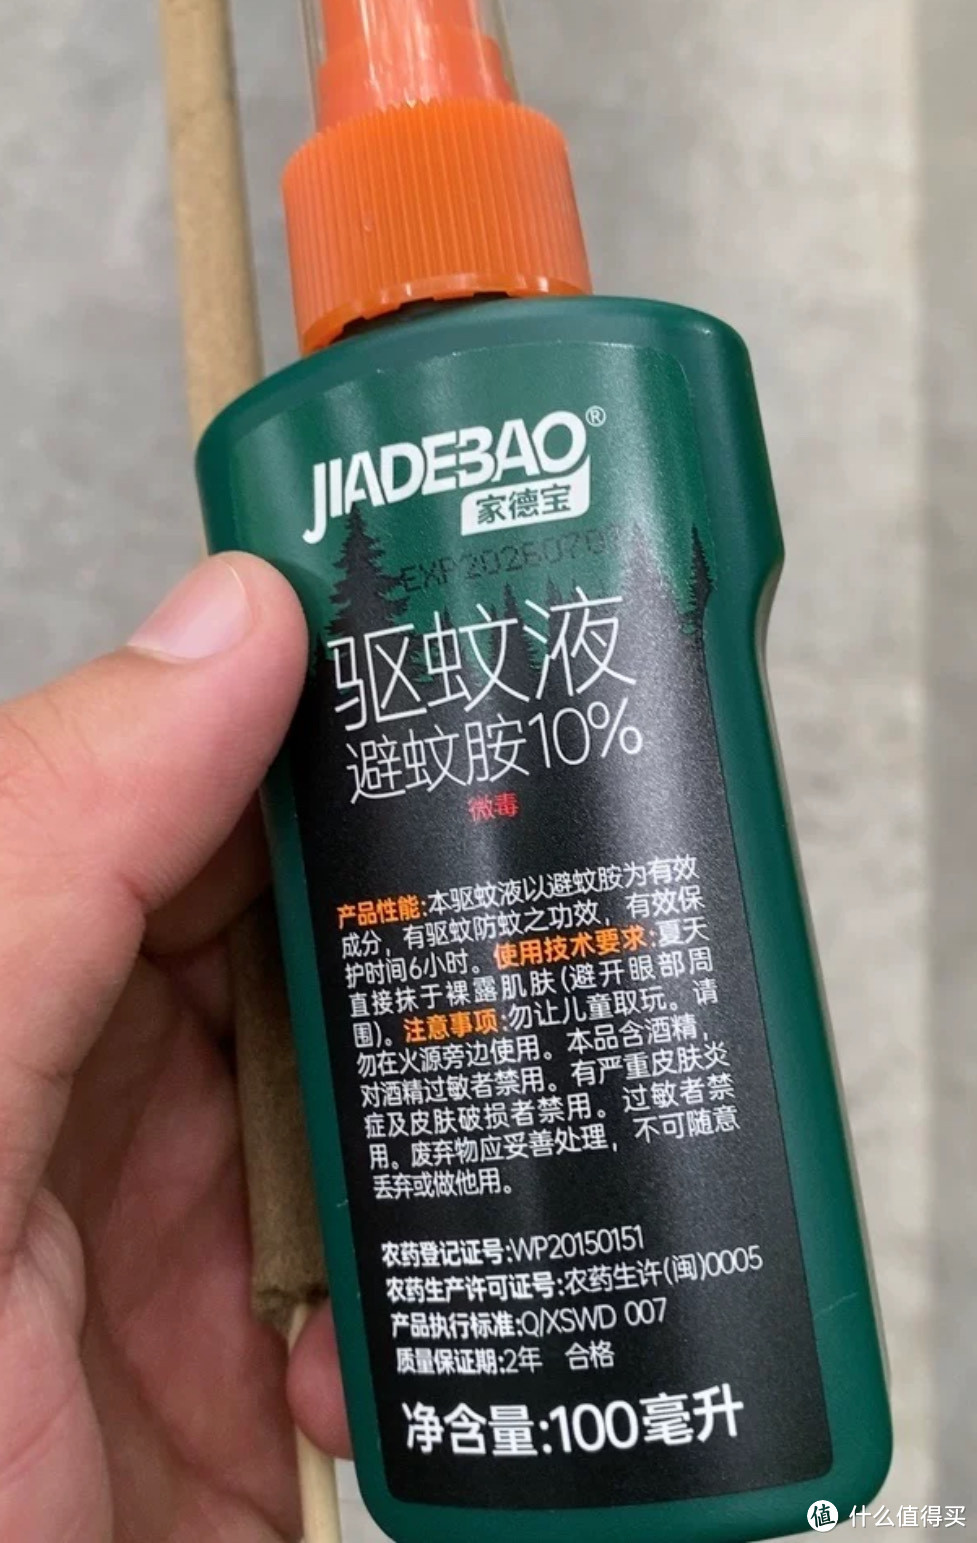 JIADEBAO®
家德宝
驱蚊液
避蚊胺10%
微毒
产品性能:本驱蚊液以避蚊胺为有效
成分，有驱蚊防蚊之功效，有效保
护时间6小时。使用技术要求:夏天
直接抹于裸露肌肤(避开眼部周
围)。注意事项:勿让儿童取玩。请
勿在火源旁边使用。本品含酒精，
对酒精过敏者禁用。有严重皮肤炎
症及皮肤破损者禁用。过敏者禁
用。废弃物应妥善处理，不可随意
丢弃或做他用。
农药登记证号:WP20150151
农药生产许可证号:农药生许(闽)0005
产品执行标准:Q/XSWD 007
质量保证期:2年 合格
净含量:100毫升
值 什么值得买